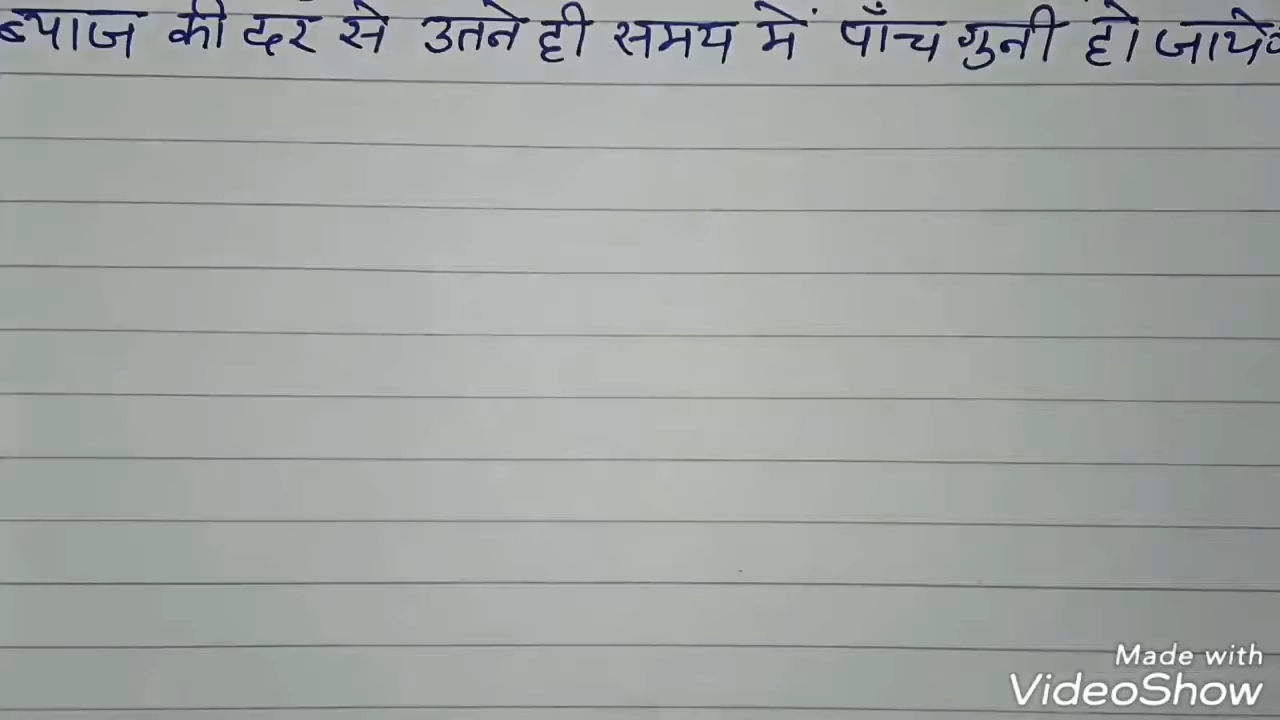 ब्याज की दर से उतने ही समय में पाँच गुनी हो
Made with
VideoShow